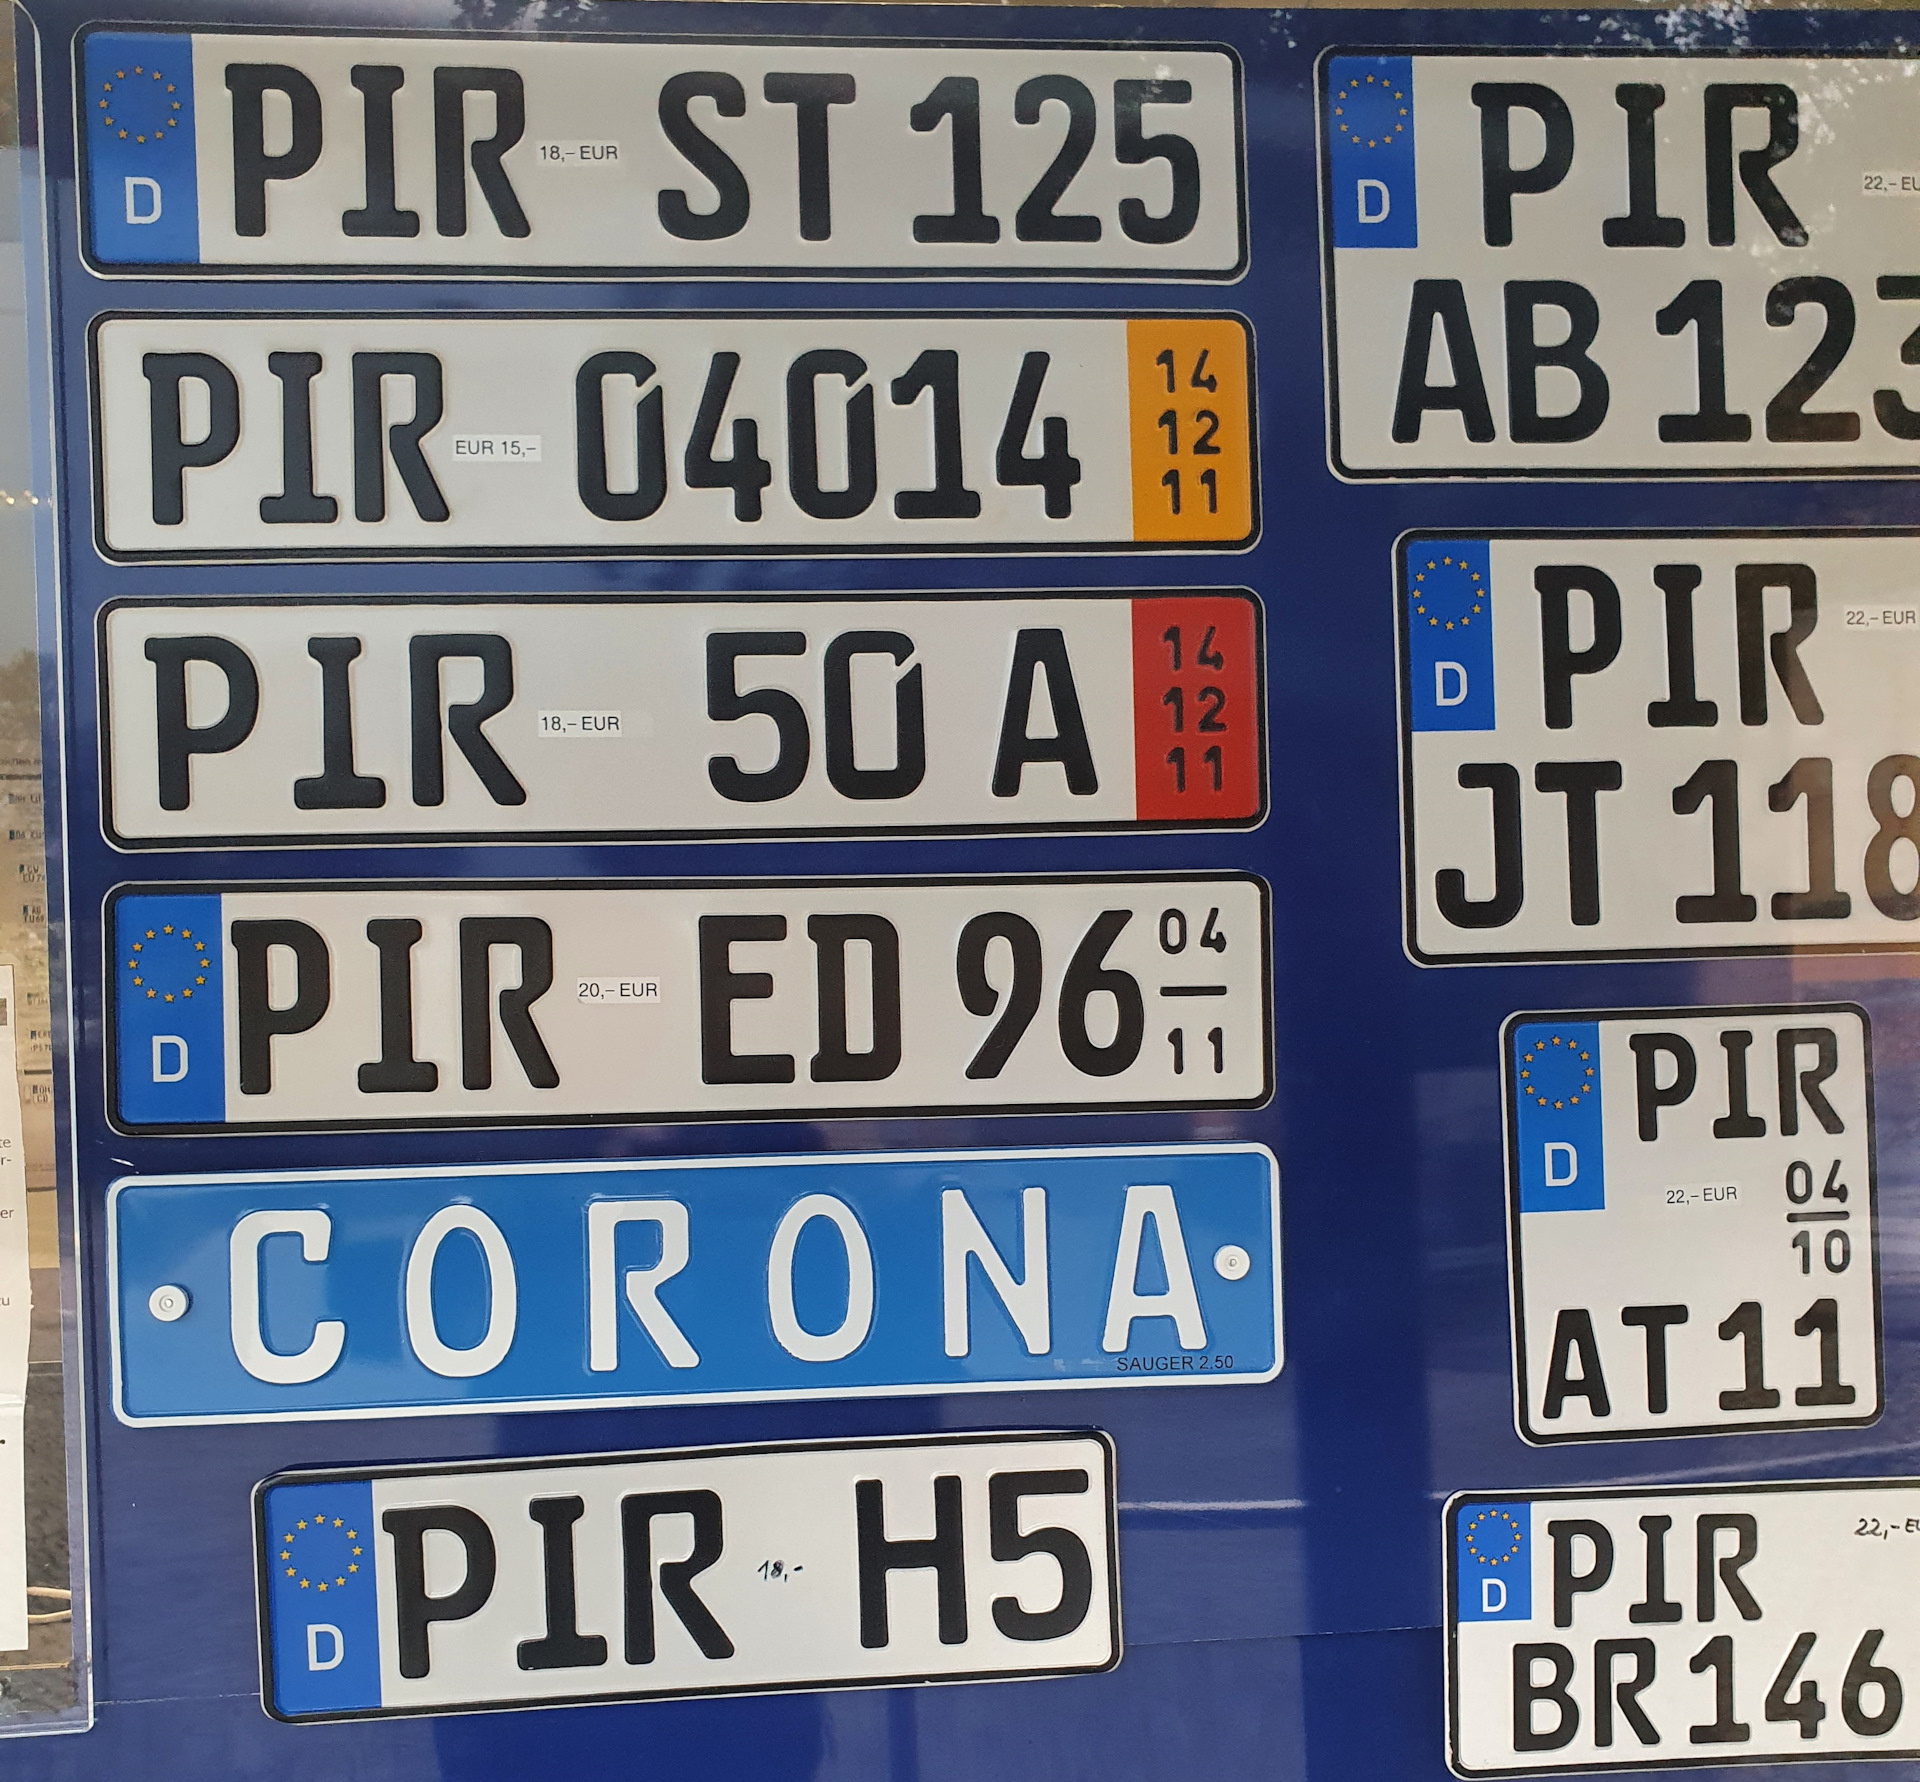 D PIR 18,– EUR ST 125
PIR EUR 15,– 04014 14
12
11
PIR 18,– EUR 50 A 14
12
11
D PIR 20,– EUR ED 96 04
11
CORONA
SAUGER 2.50
D PIR 18,- H5
D PIR 22,– EU
AB 123
D PIR 22,– EUR
JT 118
D PIR
22,– EUR 04
10
AT 11
D PIR 22,- EU
BR 146